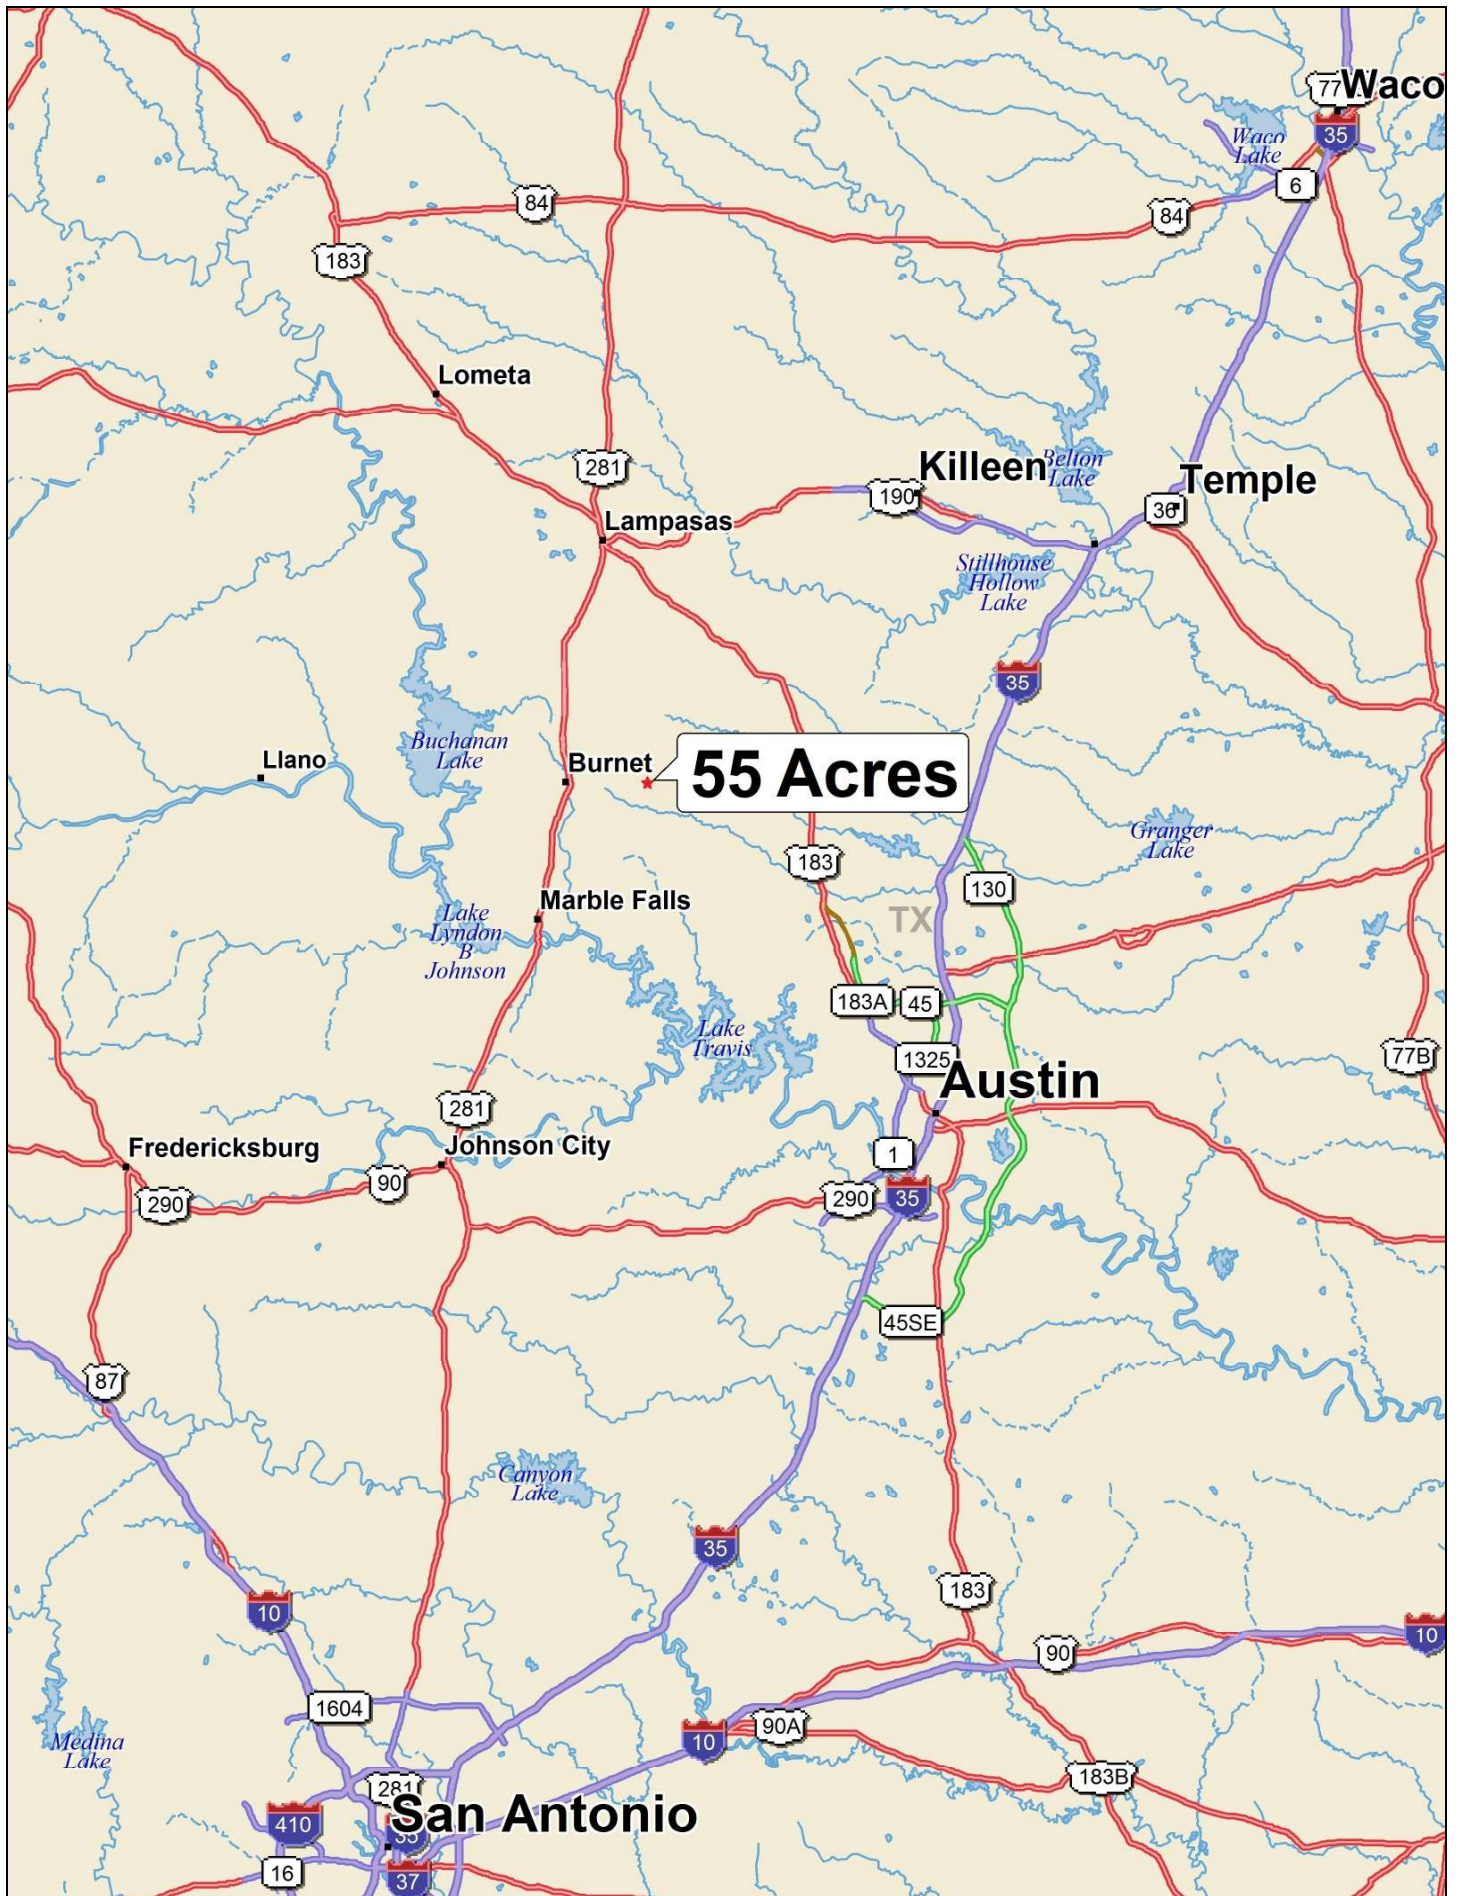 77
Waco
Waco
Lake
35
6
84
84
183
Lometa
281
Killeen
Belton
Lake
190
Temple
36
Lampasas
Stillhouse
Hollow
Lake
35
Buchanan
Lake
Llano
Burnet
55 Acres
Granger
Lake
183
130
Marble Falls
TX
Lake
Lyndon
B
Johnson
183A
45
Lake
Travis
1325
77B
Austin
281
Johnson City
Fredericksburg
1
90
290
290
35
45SE
87
Canyon
Lake
35
183
10
10
90
1604
90A
10
Medina
Lake
183B
281
San Antonio
410
35
16
37